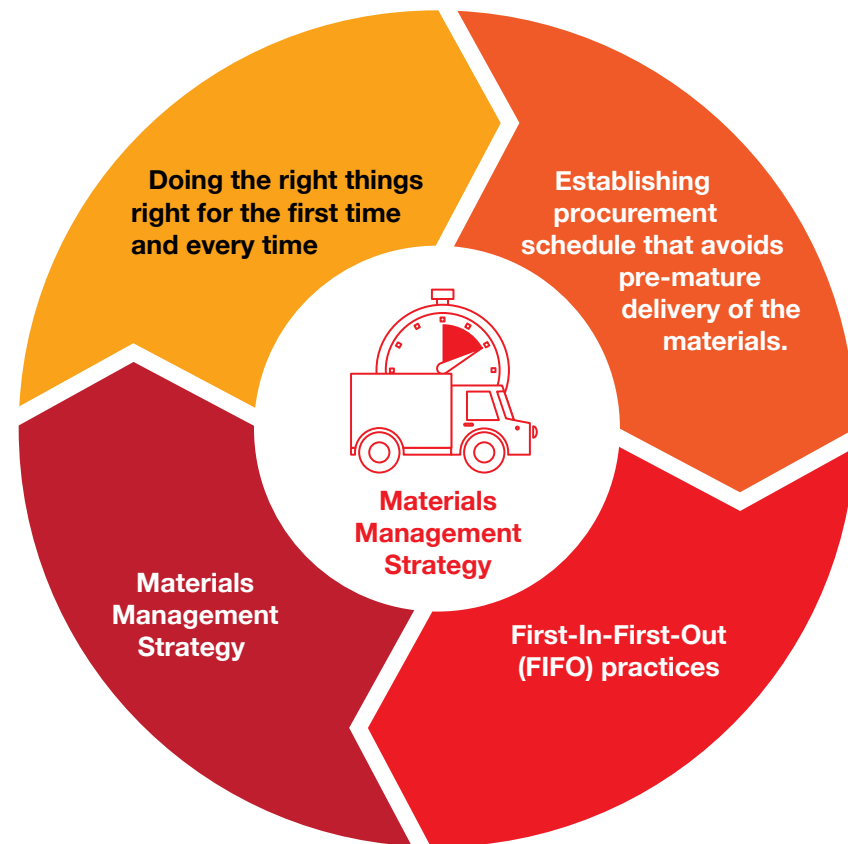 Doing the right things
right for the first time
and every time
Establishing
procurement
schedule that avoids
pre-mature
delivery of the
materials.
Materials
Management
Strategy
Materials
Management
Strategy
First-In-First-Out
(FIFO) practices